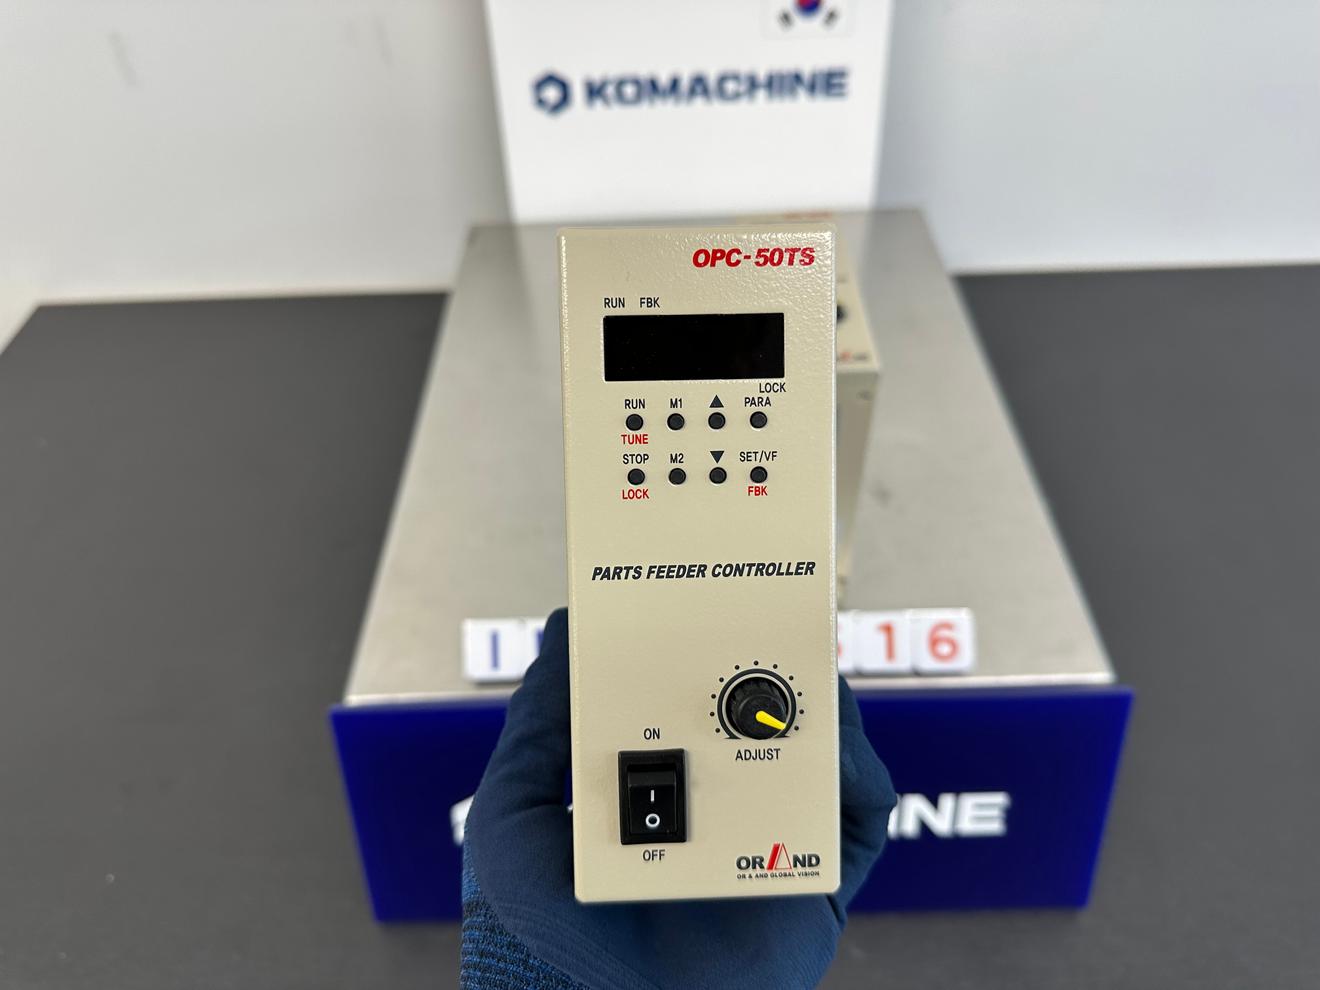 KOMACHINE
OPC-50TS
RUN FBK
LOCK
RUN M1 ▲ PARA
TUNE
STOP M2 ▼ SET/VF
LOCK FBK
PARTS FEEDER CONTROLLER
16
ADJUST
ON
I
O
OFF
ORAND
OR & AND GLOBAL VISION
INE